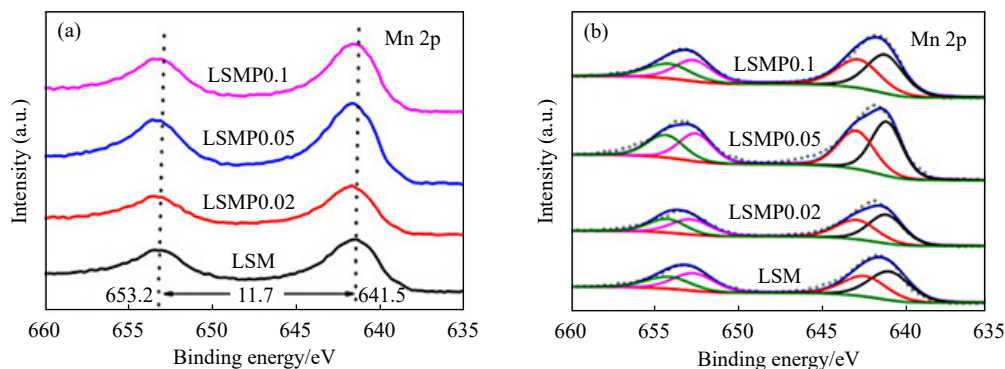 (a)
Mn 2p
LSMP0.1
LSMP0.05
LSMP0.02
LSM
653.2
11.7
641.5
660
655
650
645
640
635
Binding energy/eV
Intensity (a.u.)
(b)
Mn 2p
LSMP0.1
LSMP0.05
LSMP0.02
LSM
660
655
650
645
640
635
Binding energy/eV
Intensity (a.u.)